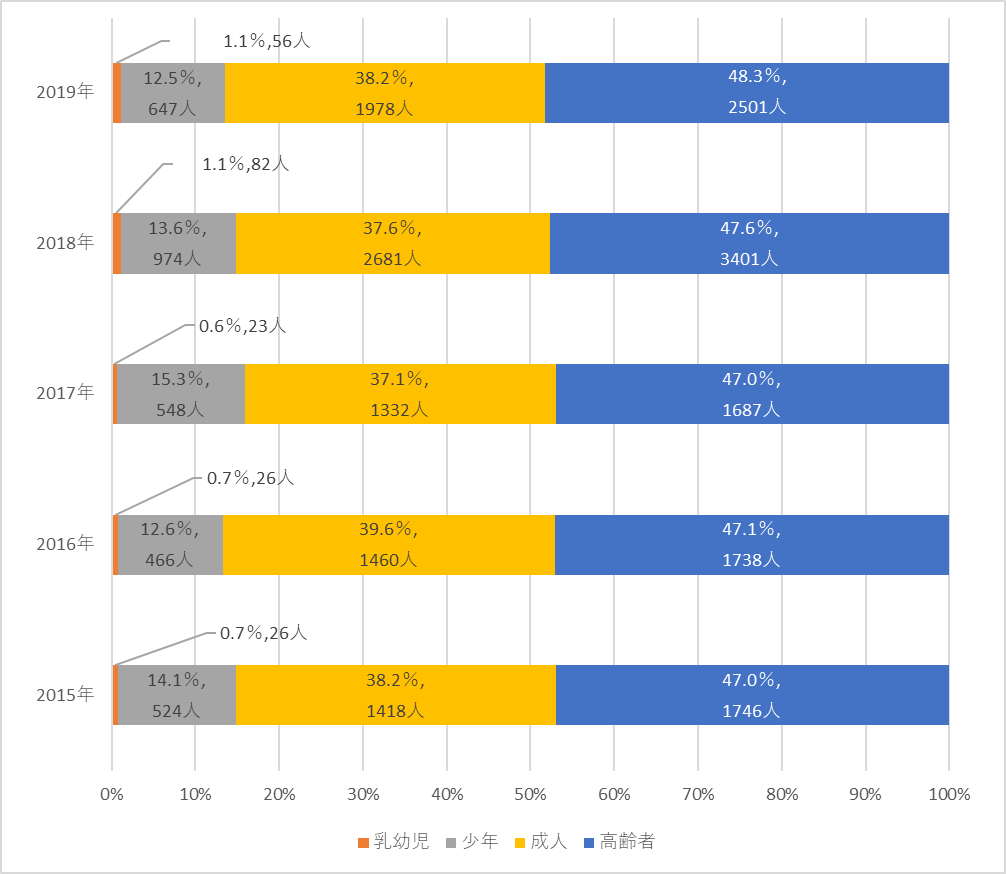 1.1%,56人
2019年
12.5%,
647人
38.2%,
1978人
48.3%,
2501人
1.1%,82人
2018年
13.6%,
974人
37.6%,
2681人
47.6%,
3401人
0.6%,23人
2017年
15.3%,
548人
37.1%,
1332人
47.0%,
1687人
0.7%,26人
2016年
12.6%,
466人
39.6%,
1460人
47.1%,
1738人
0.7%,26人
2015年
14.1%,
524人
38.2%,
1418人
47.0%,
1746人
0% 10% 20% 30% 40% 50% 60% 70% 80% 90% 100%
乳幼児 少年 成人 高齢者